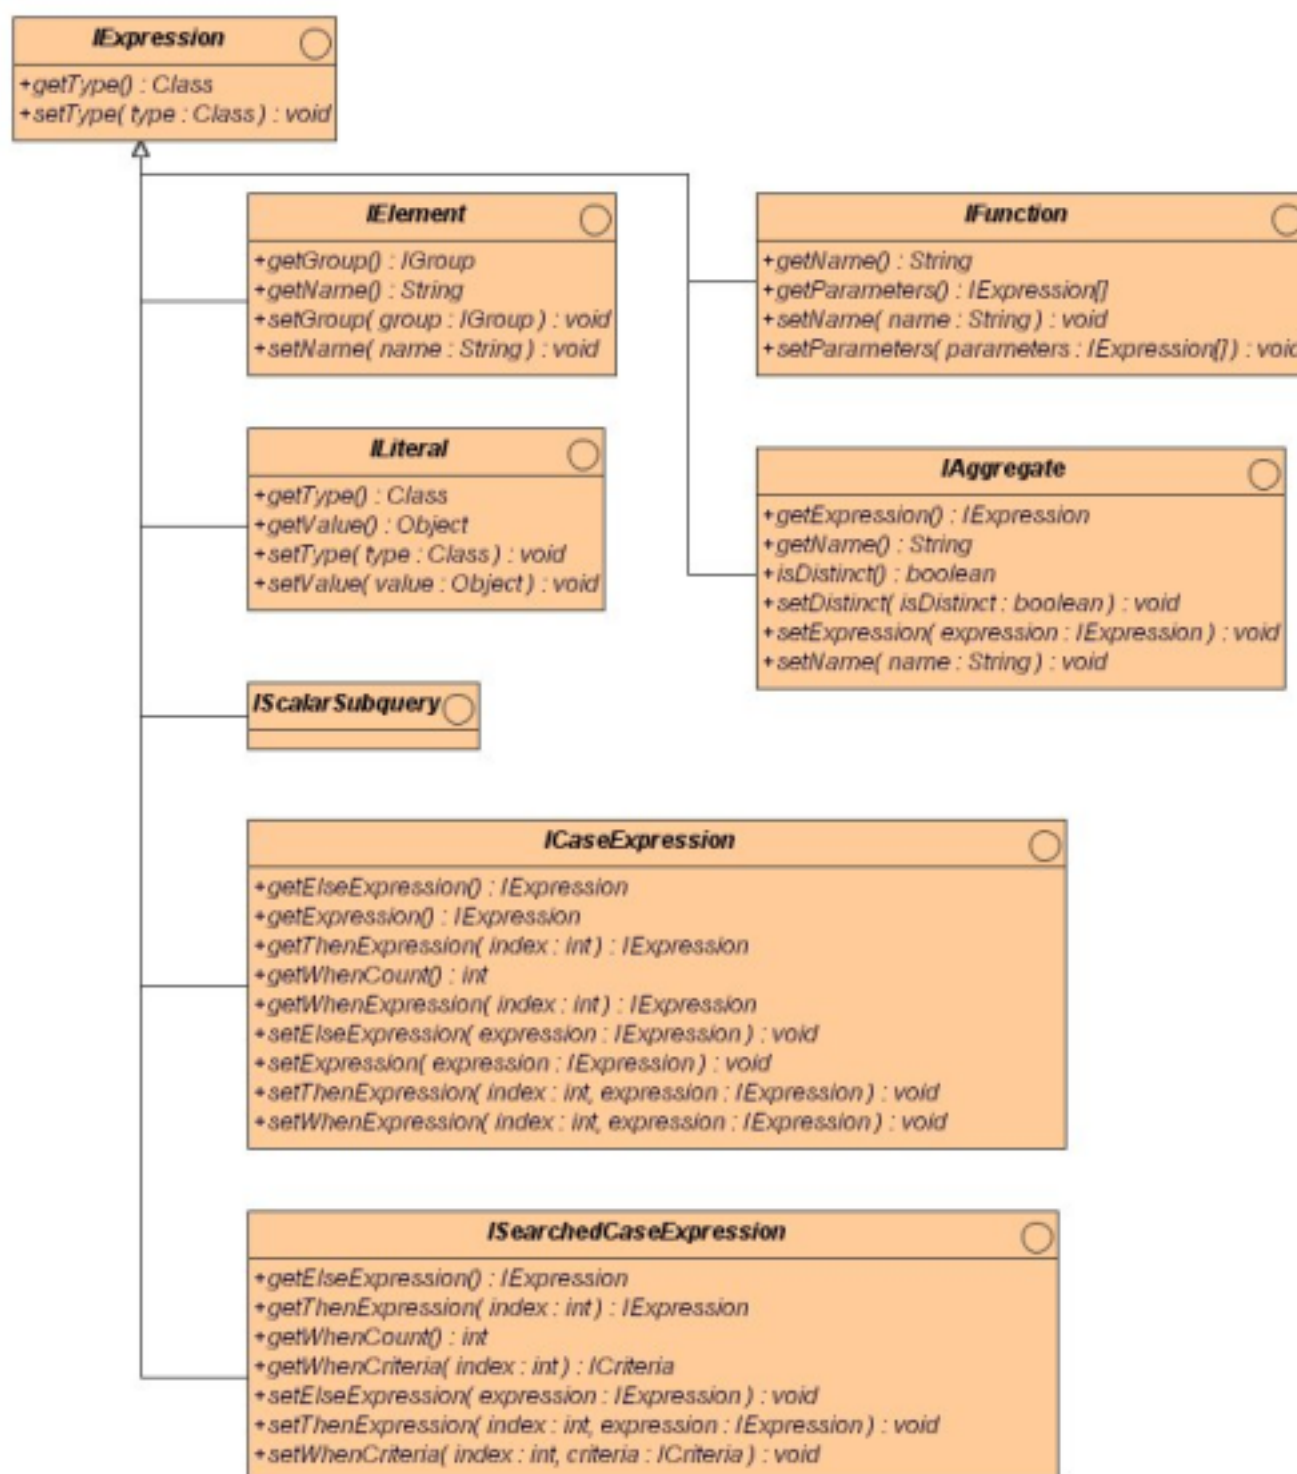 IExpression
+getType() : Class
+setType( type : Class ) : void
IElement
+getGroup() : IGroup
+getName() : String
+setGroup( group : IGroup ) : void
+setName( name : String ) : void
IFunction
+getName() : String
+getParameters() : IExpression[]
+setName( name : String ) : void
+setParameters( parameters : IExpression[] ) : void
ILiteral
+getType() : Class
+getValue() : Object
+setType( type : Class ) : void
+setValue( value : Object ) : void
IAggregate
+getExpression() : IExpression
+getName() : String
+isDistinct() : boolean
+setDistinct( isDistinct : boolean ) : void
+setExpression( expression : IExpression ) : void
+setName( name : String ) : void
IScalarSubquery
ICaseExpression
+getElseExpression() : IExpression
+getExpression() : IExpression
+getThenExpression( index : int ) : IExpression
+getWhenCount() : int
+getWhenExpression( index : int ) : IExpression
+setElseExpression( expression : IExpression ) : void
+setExpression( expression : IExpression ) : void
+setThenExpression( index : int, expression : IExpression ) : void
+setWhenExpression( index : int, expression : IExpression ) : void
ISearchedCaseExpression
+getElseExpression() : IExpression
+getThenExpression( index : int ) : IExpression
+getWhenCount() : int
+getWhenCriteria( index : int ) : ICriteria
+setElseExpression( expression : IExpression ) : void
+setThenExpression( index : int, expression : IExpression ) : void
+setWhenCriteria( index : int, criteria : ICriteria ) : void